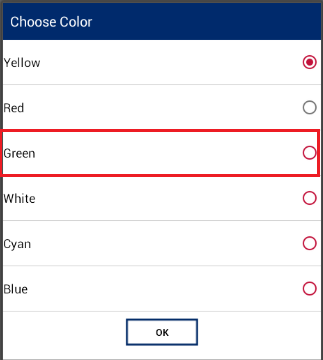 Choose Color
Yellow
Red
Green
White
Cyan
Blue
OK